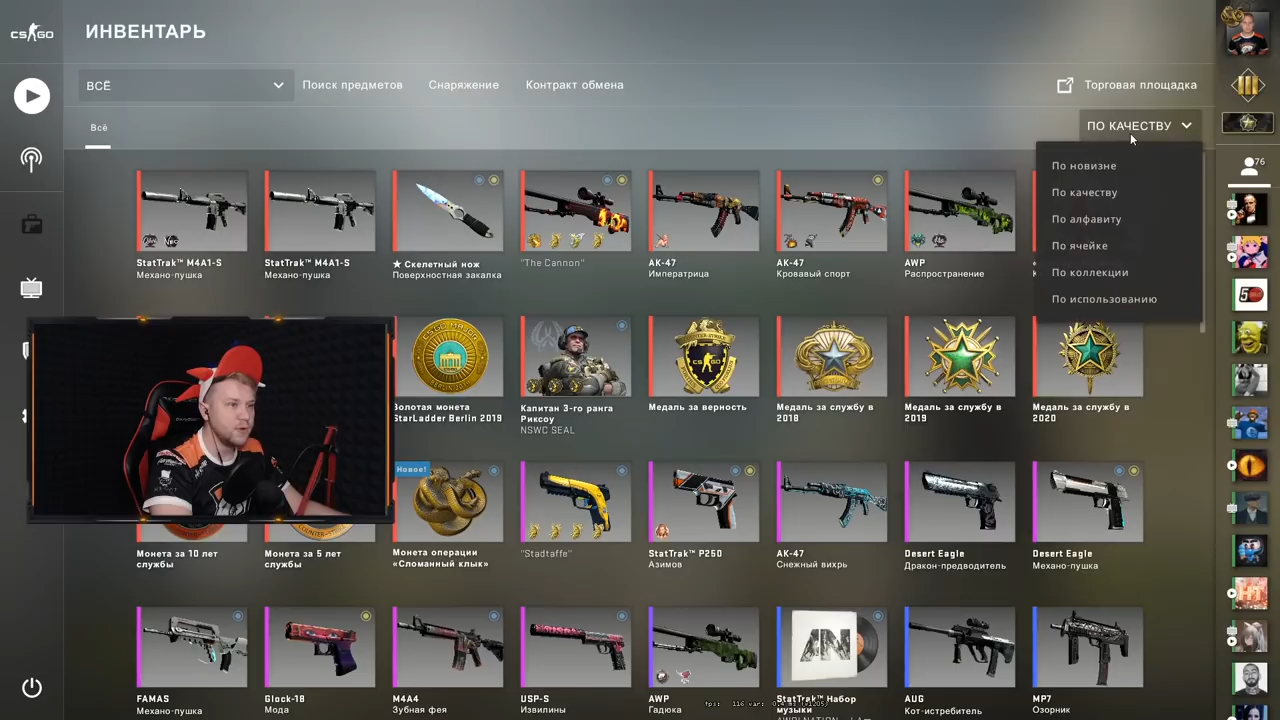 CS:GO
ИНВЕНТАРЬ
ВСЁ
Поиск предметов
Снаряжение
Контракт обмена
Торговая площадка
Всё
ПО КАЧЕСТВУ
По новизне
По качеству
По алфавиту
По ячейке
По коллекции
По использованию
76
StatTrak™ M4A1-S
Механо-пушка
StatTrak™ M4A1-S
Механо-пушка
★ Скелетный нож
Поверхностная закалка
"The Cannon"
AK-47
Императрица
AK-47
Кровавый спорт
AWP
Распространение
Золотая монета
StarLadder Berlin 2019
Капитан 3-го ранга
Риксоу
NSWC SEAL
Медаль за верность
Медаль за службу в
2018
Медаль за службу в
2019
Медаль за службу в
2020
Монета за 10 лет
службы
Монета за 5 лет
службы
Новое!
Монета операции
«Сломанный клык»
"Stadtaffe"
StatTrak™ P250
Азимов
AK-47
Снежный вихрь
Desert Eagle
Дракон-предводитель
Desert Eagle
Механо-пушка
FAMAS
Механо-пушка
Glock-18
Мода
M4A4
Зубная фея
USP-S
Извилины
AWP
Гадюка
StatTrak™ Набор
музыки
AUG
Кот-иститель
MP7
Озорник
fps: 116 var: